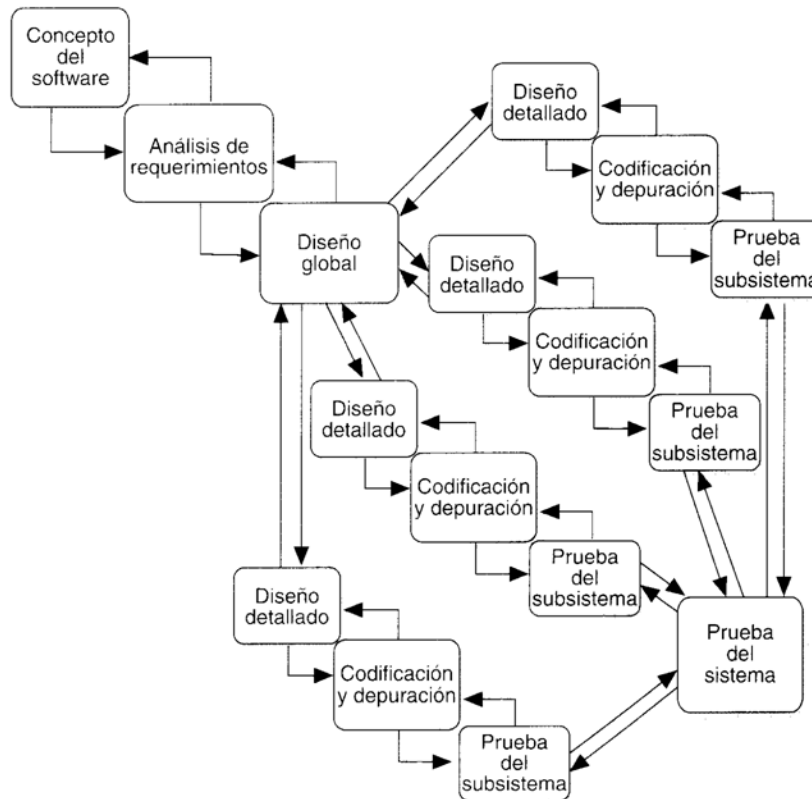 Concepto
del
software
Análisis de
requerimientos
Diseño
global
Diseño
detallado
Codificación
y depuración
Prueba
del
subsistema
Diseño
detallado
Codificación
y depuración
Prueba
del
subsistema
Diseño
detallado
Codificación
y depuración
Prueba
del
subsistema
Diseño
detallado
Codificación
y depuración
Prueba
del
subsistema
Prueba
del
sistema